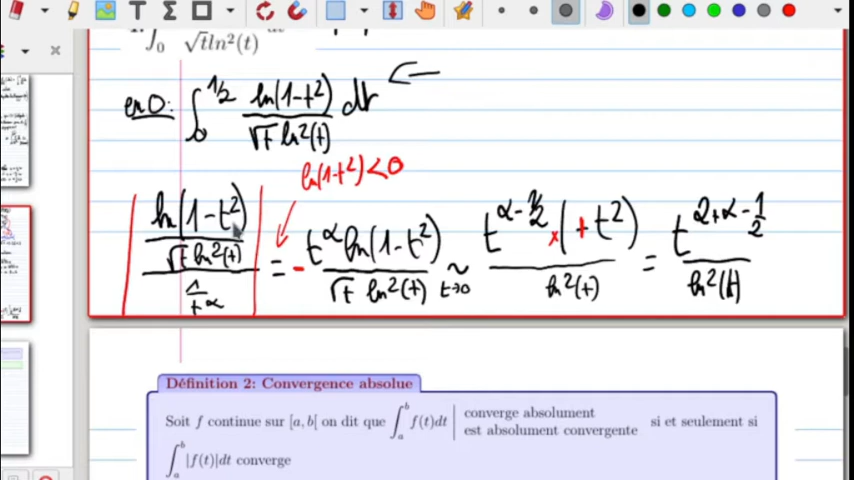 ∫₀ √t ln²(t)
en 0: ∫₀^{1/2} ln(1-t²) / (√t ln²(t)) dt ←
ln(1-t²)<0
| (ln(1-t²) / (√t ln²(t))) / (1/t^α) | = - t^α ln(1-t²) / (√t ln²(t)) ~_{t→0} t^{α-1/2} × (+t²) / ln²(t) = t^{2+α-1/2} / ln²(t)
Définition 2: Convergence absolue
Soit f continue sur [a, b[ on dit que ∫_a^b f(t)dt | converge absolument
est absolument convergente si et seulement si
∫_a^b |f(t)|dt converge